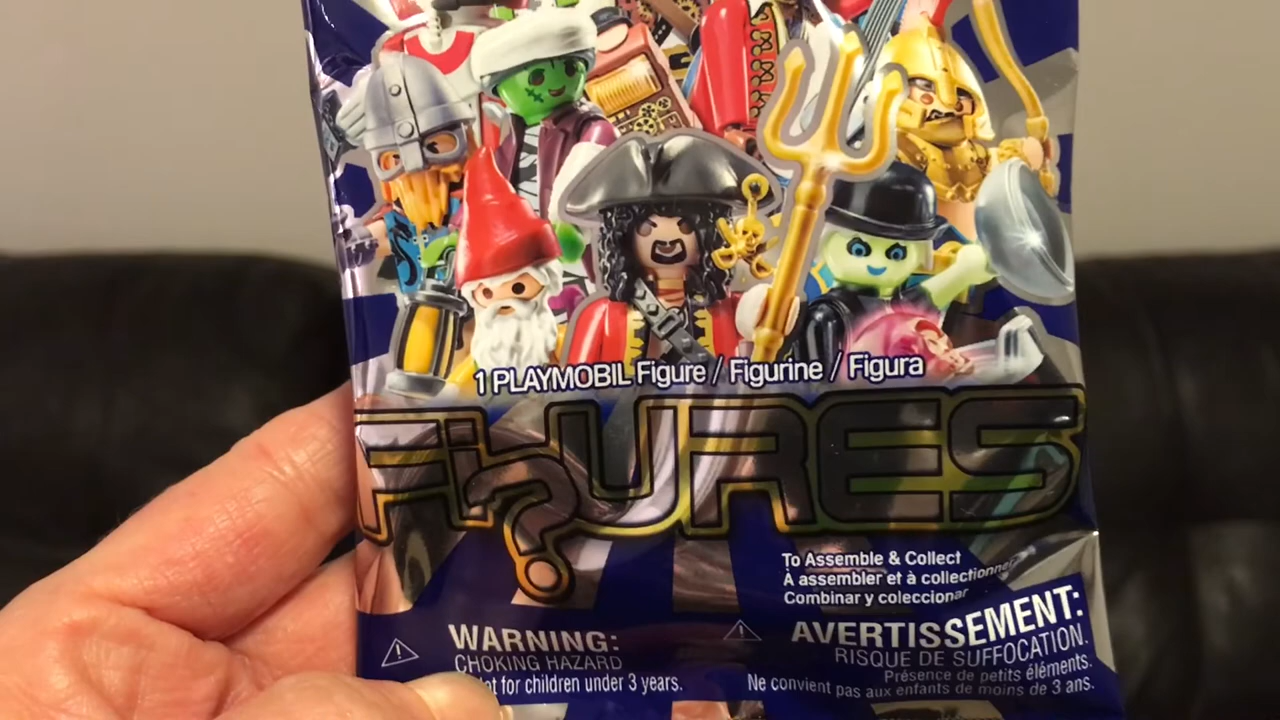 1 PLAYMOBIL Figure / Figurine / Figura
Fi?URES
To Assemble & Collect
À assembler et à collectionner
Combinar y coleccionar
WARNING:
CHOKING HAZARD
for children under 3 years.
AVERTISSEMENT:
RISQUE DE SUFFOCATION.
Présence de petits éléments.
Ne convient pas aux enfants de moins de 3 ans.